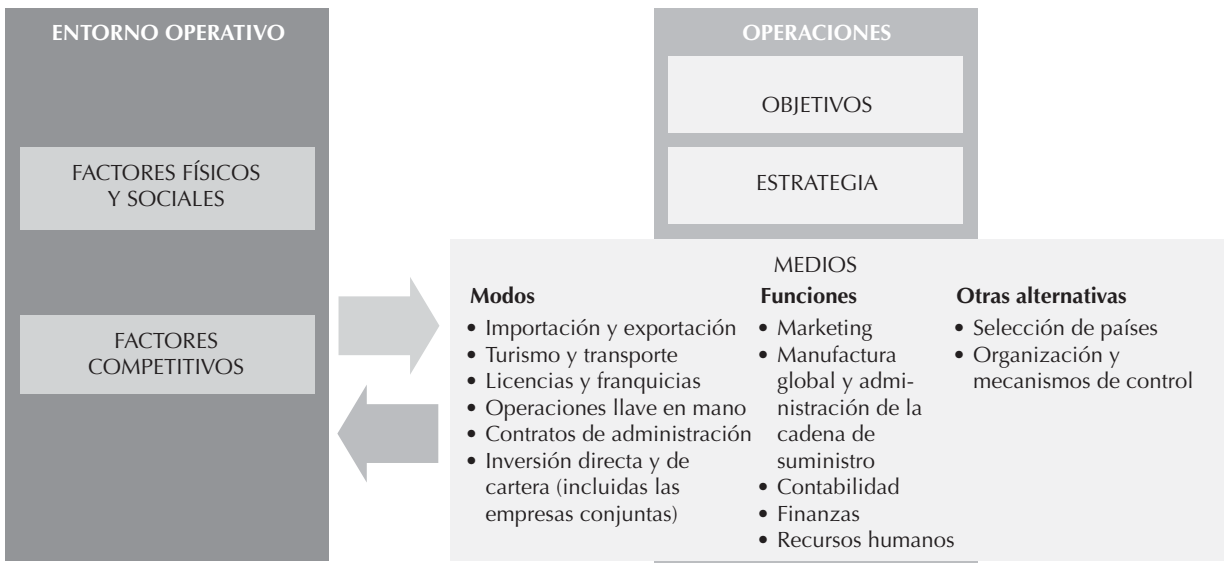 ENTORNO OPERATIVO
FACTORES FÍSICOS
Y SOCIALES
FACTORES
COMPETITIVOS
OPERACIONES
OBJETIVOS
ESTRATEGIA
MEDIOS
Modos
• Importación y exportación
• Turismo y transporte
• Licencias y franquicias
• Operaciones llave en mano
• Contratos de administración
• Inversión directa y de
cartera (incluidas las
empresas conjuntas)
Funciones
• Marketing
• Manufactura
global y admi-
nistración de la
cadena de
suministro
• Contabilidad
• Finanzas
• Recursos humanos
Otras alternativas
• Selección de países
• Organización y
mecanismos de control